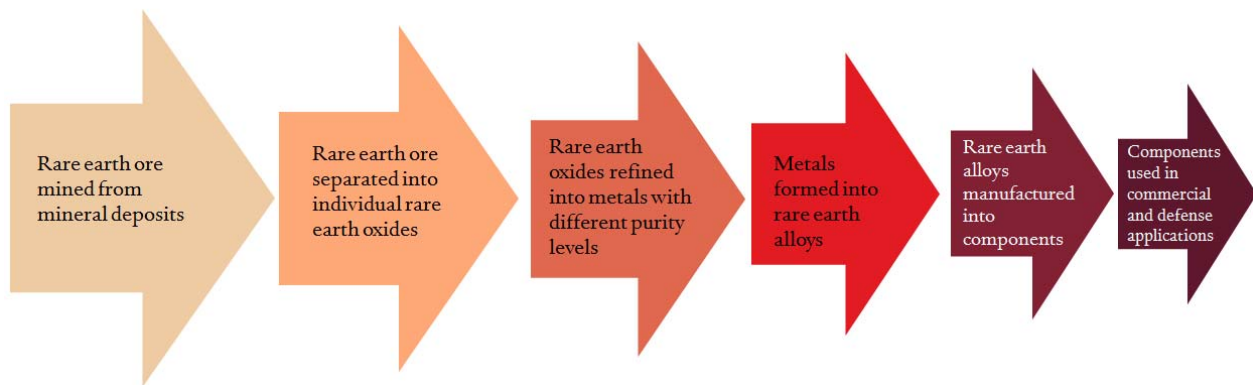 Rare earth ore
mined from
mineral deposits
Rare earth ore
separated into
individual rare
earth oxides
Rare earth
oxides refined
into metals with
different purity
levels
Metals
formed into
rare earth
alloys
Rare earth
alloys
manufactured
into
components
Components
used in
commercial
and defense
applications